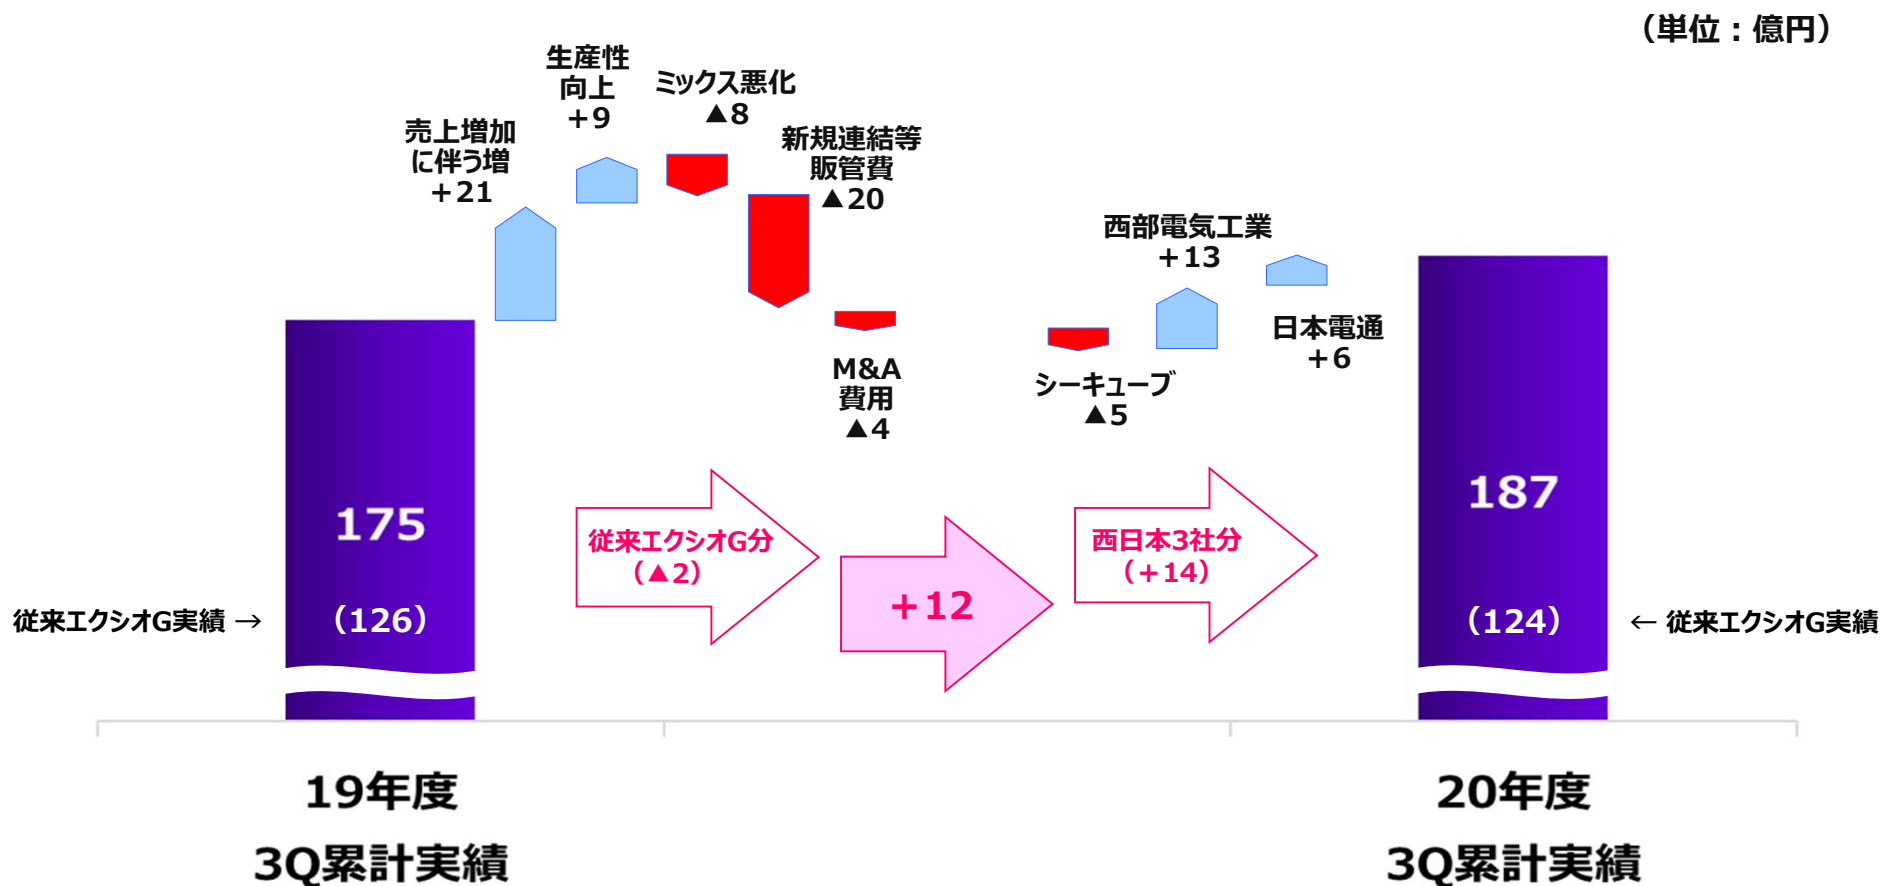 （単位：億円）
売上増加
に伴う増
+21
生産性
向上
+9
ミックス悪化
▲8
新規連結等
販管費
▲20
M&A
費用
▲4
シーキューブ
▲5
西部電気工業
+13
日本電通
+6
175
（126）
従来エクシオG実績 →
従来エクシオG分
（▲2）
+12
西日本3社分
（+14）
187
（124）
← 従来エクシオG実績
19年度
3Q累計実績
20年度
3Q累計実績